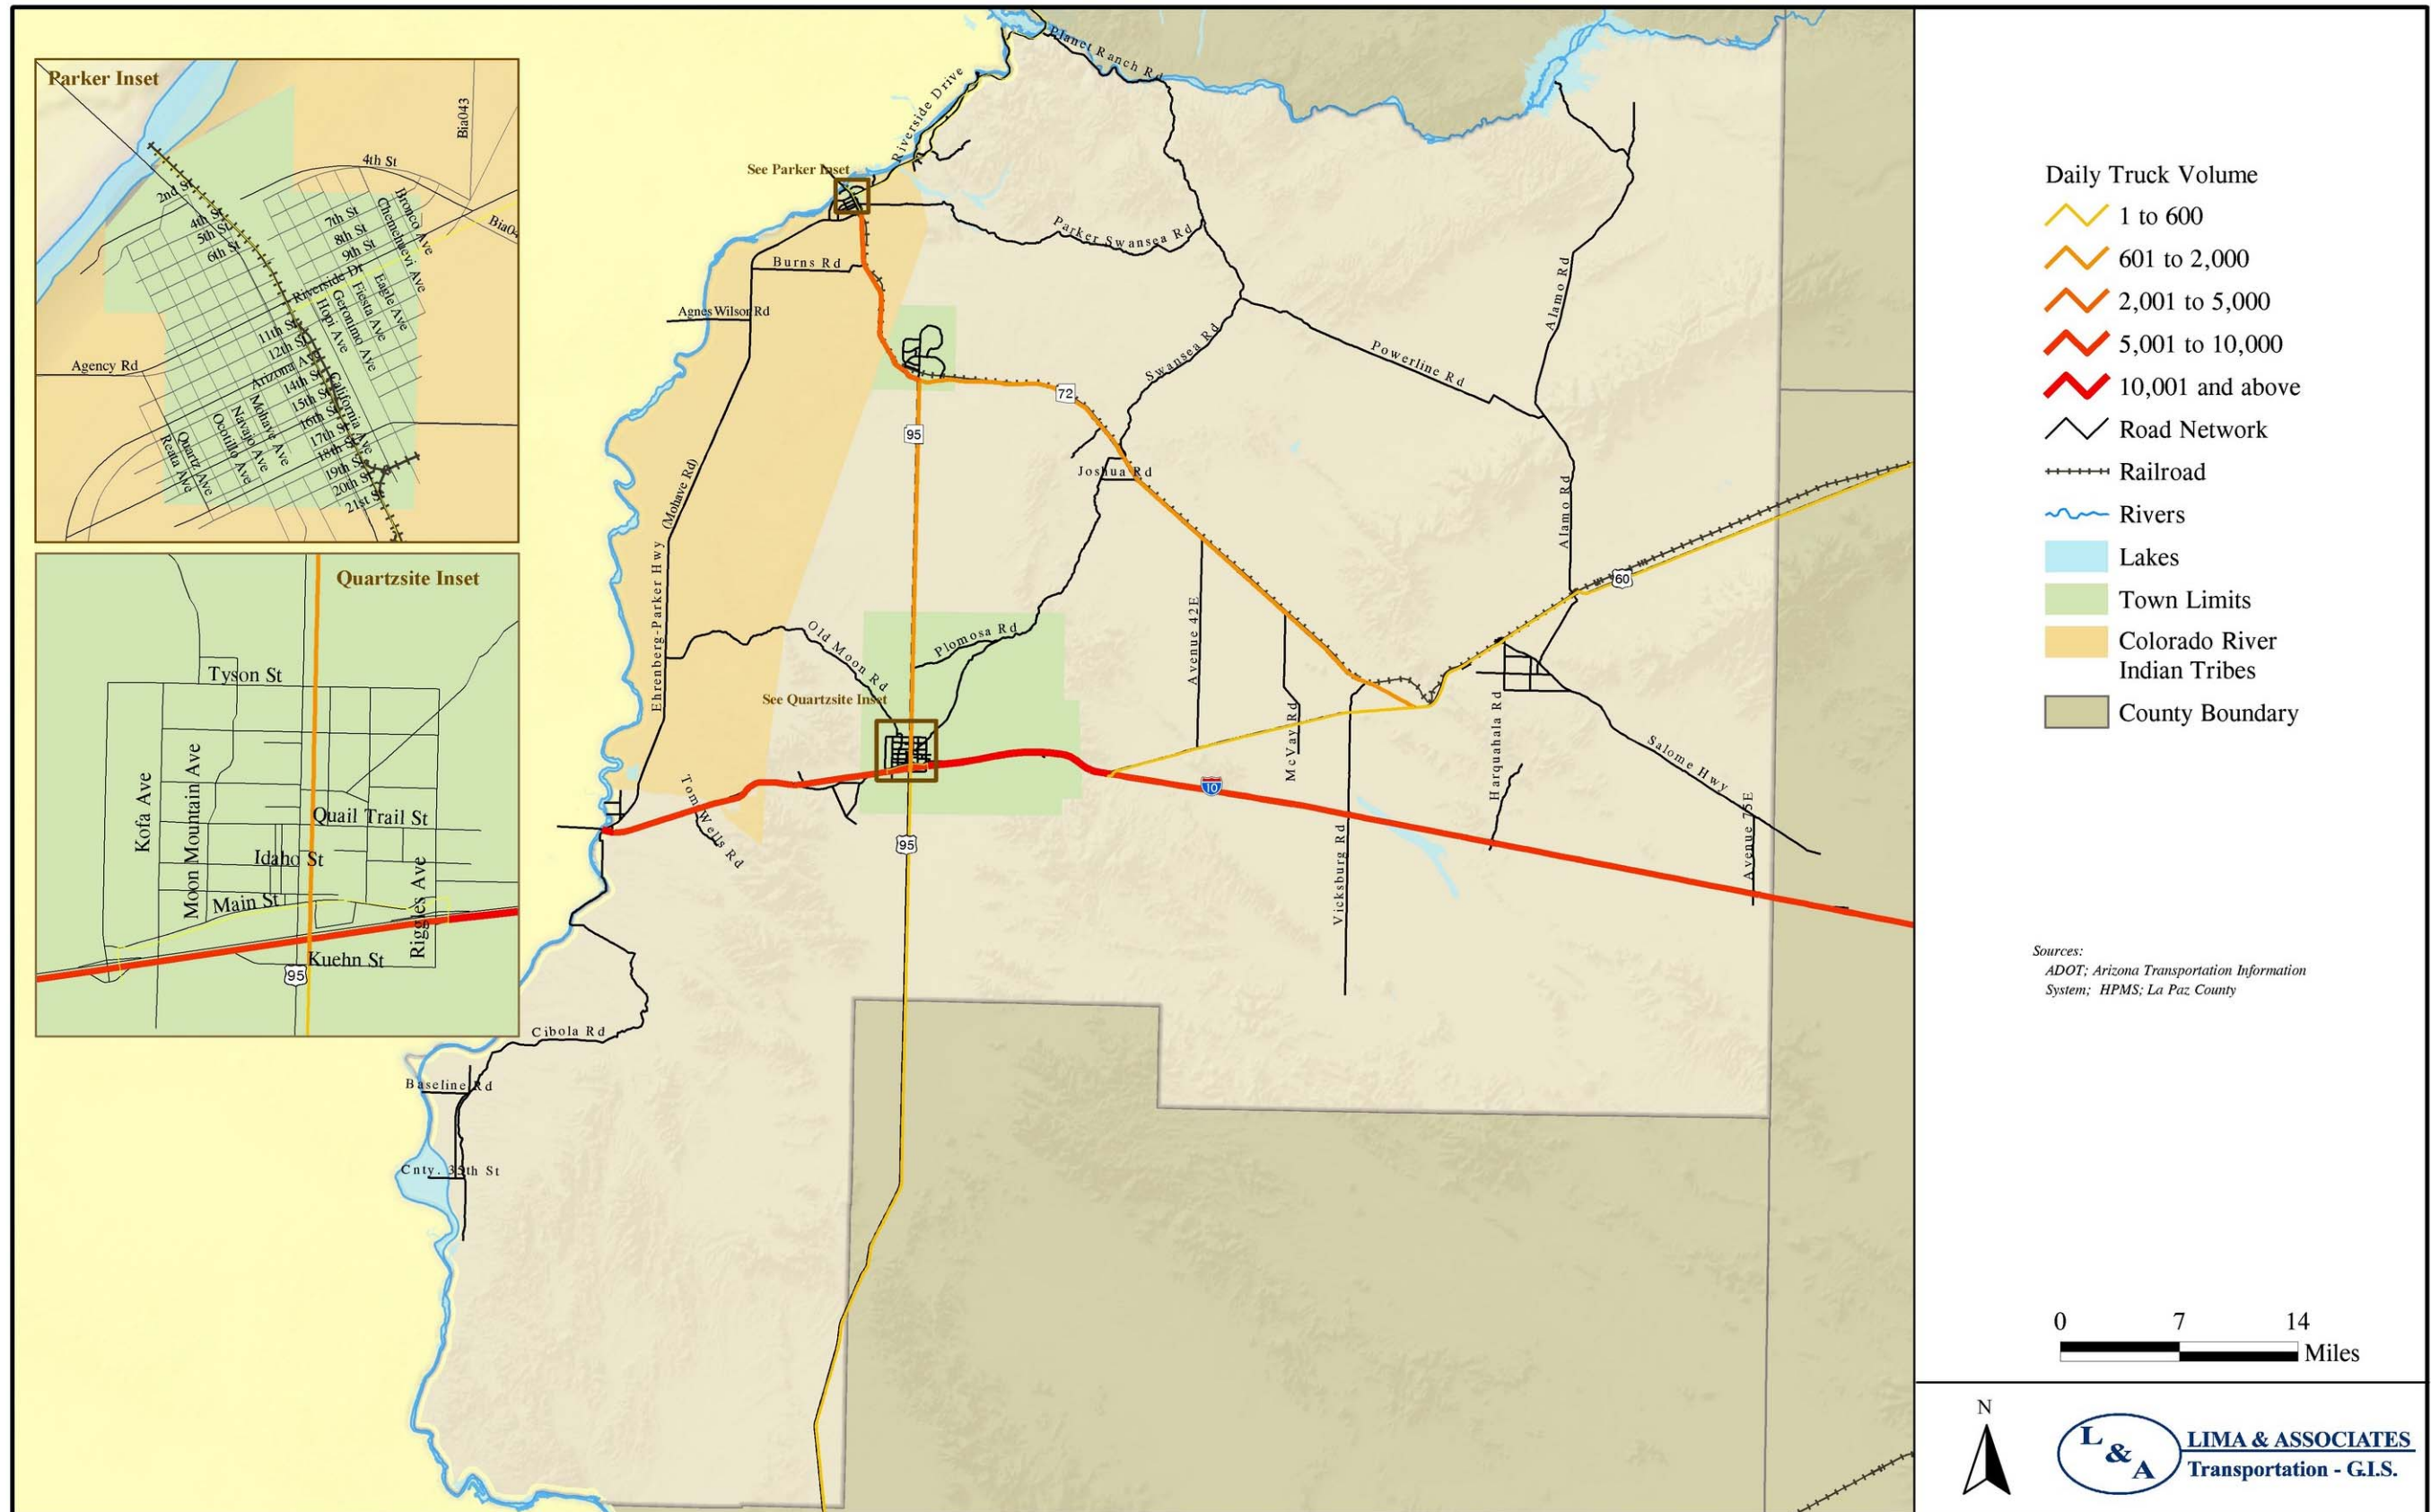 Parker Inset
Bia043
4th St
2nd St
4th St
5th St
6th St
7th St
8th St
9th St
Bronco Ave
Chemehuevi Ave
Riverside Dr
Eagle Ave
Fiesta Ave
Geronimo Ave
Hopi Ave
11th St
12th St
Agency Rd
Arizona Ave
14th St
15th St
16th St
17th St
18th St
19th St
20th St
21st St
California Ave
Mohave Ave
Navajo Ave
Ocotillo Ave
Quartz Ave
Reata Ave
Quartzsite Inset
Tyson St
Kofa Ave
Moon Mountain Ave
Quail Trail St
Idaho St
Main St
Riggles Ave
Kuehn St
95
Planet Ranch Rd
Riverside Drive
See Parker Inset
Parker Swansea Rd
Burns Rd
Agnes Wilson Rd
Swansea Rd
Powerline Rd
Alamo Rd
72
95
Joshua Rd
(Mohave Rd)
Ehrenberg-Parker Hwy
Alamo Rd
60
Avenue 42E
Old Moon Rd
Plomosa Rd
See Quartzsite Inset
McVay Rd
Harquahala Rd
Salome Hwy
10
Tom Wells Rd
95
Vicksburg Rd
Avenue 75E
Cibola Rd
Baseline Rd
Cnty. 35th St
Daily Truck Volume
1 to 600
601 to 2,000
2,001 to 5,000
5,001 to 10,000
10,001 and above
Road Network
Railroad
Rivers
Lakes
Town Limits
Colorado River
Indian Tribes
County Boundary
Sources:
ADOT; Arizona Transportation Information
System; HPMS; La Paz County
0 7 14
Miles
N
L & A
LIMA & ASSOCIATES
Transportation - G.I.S.